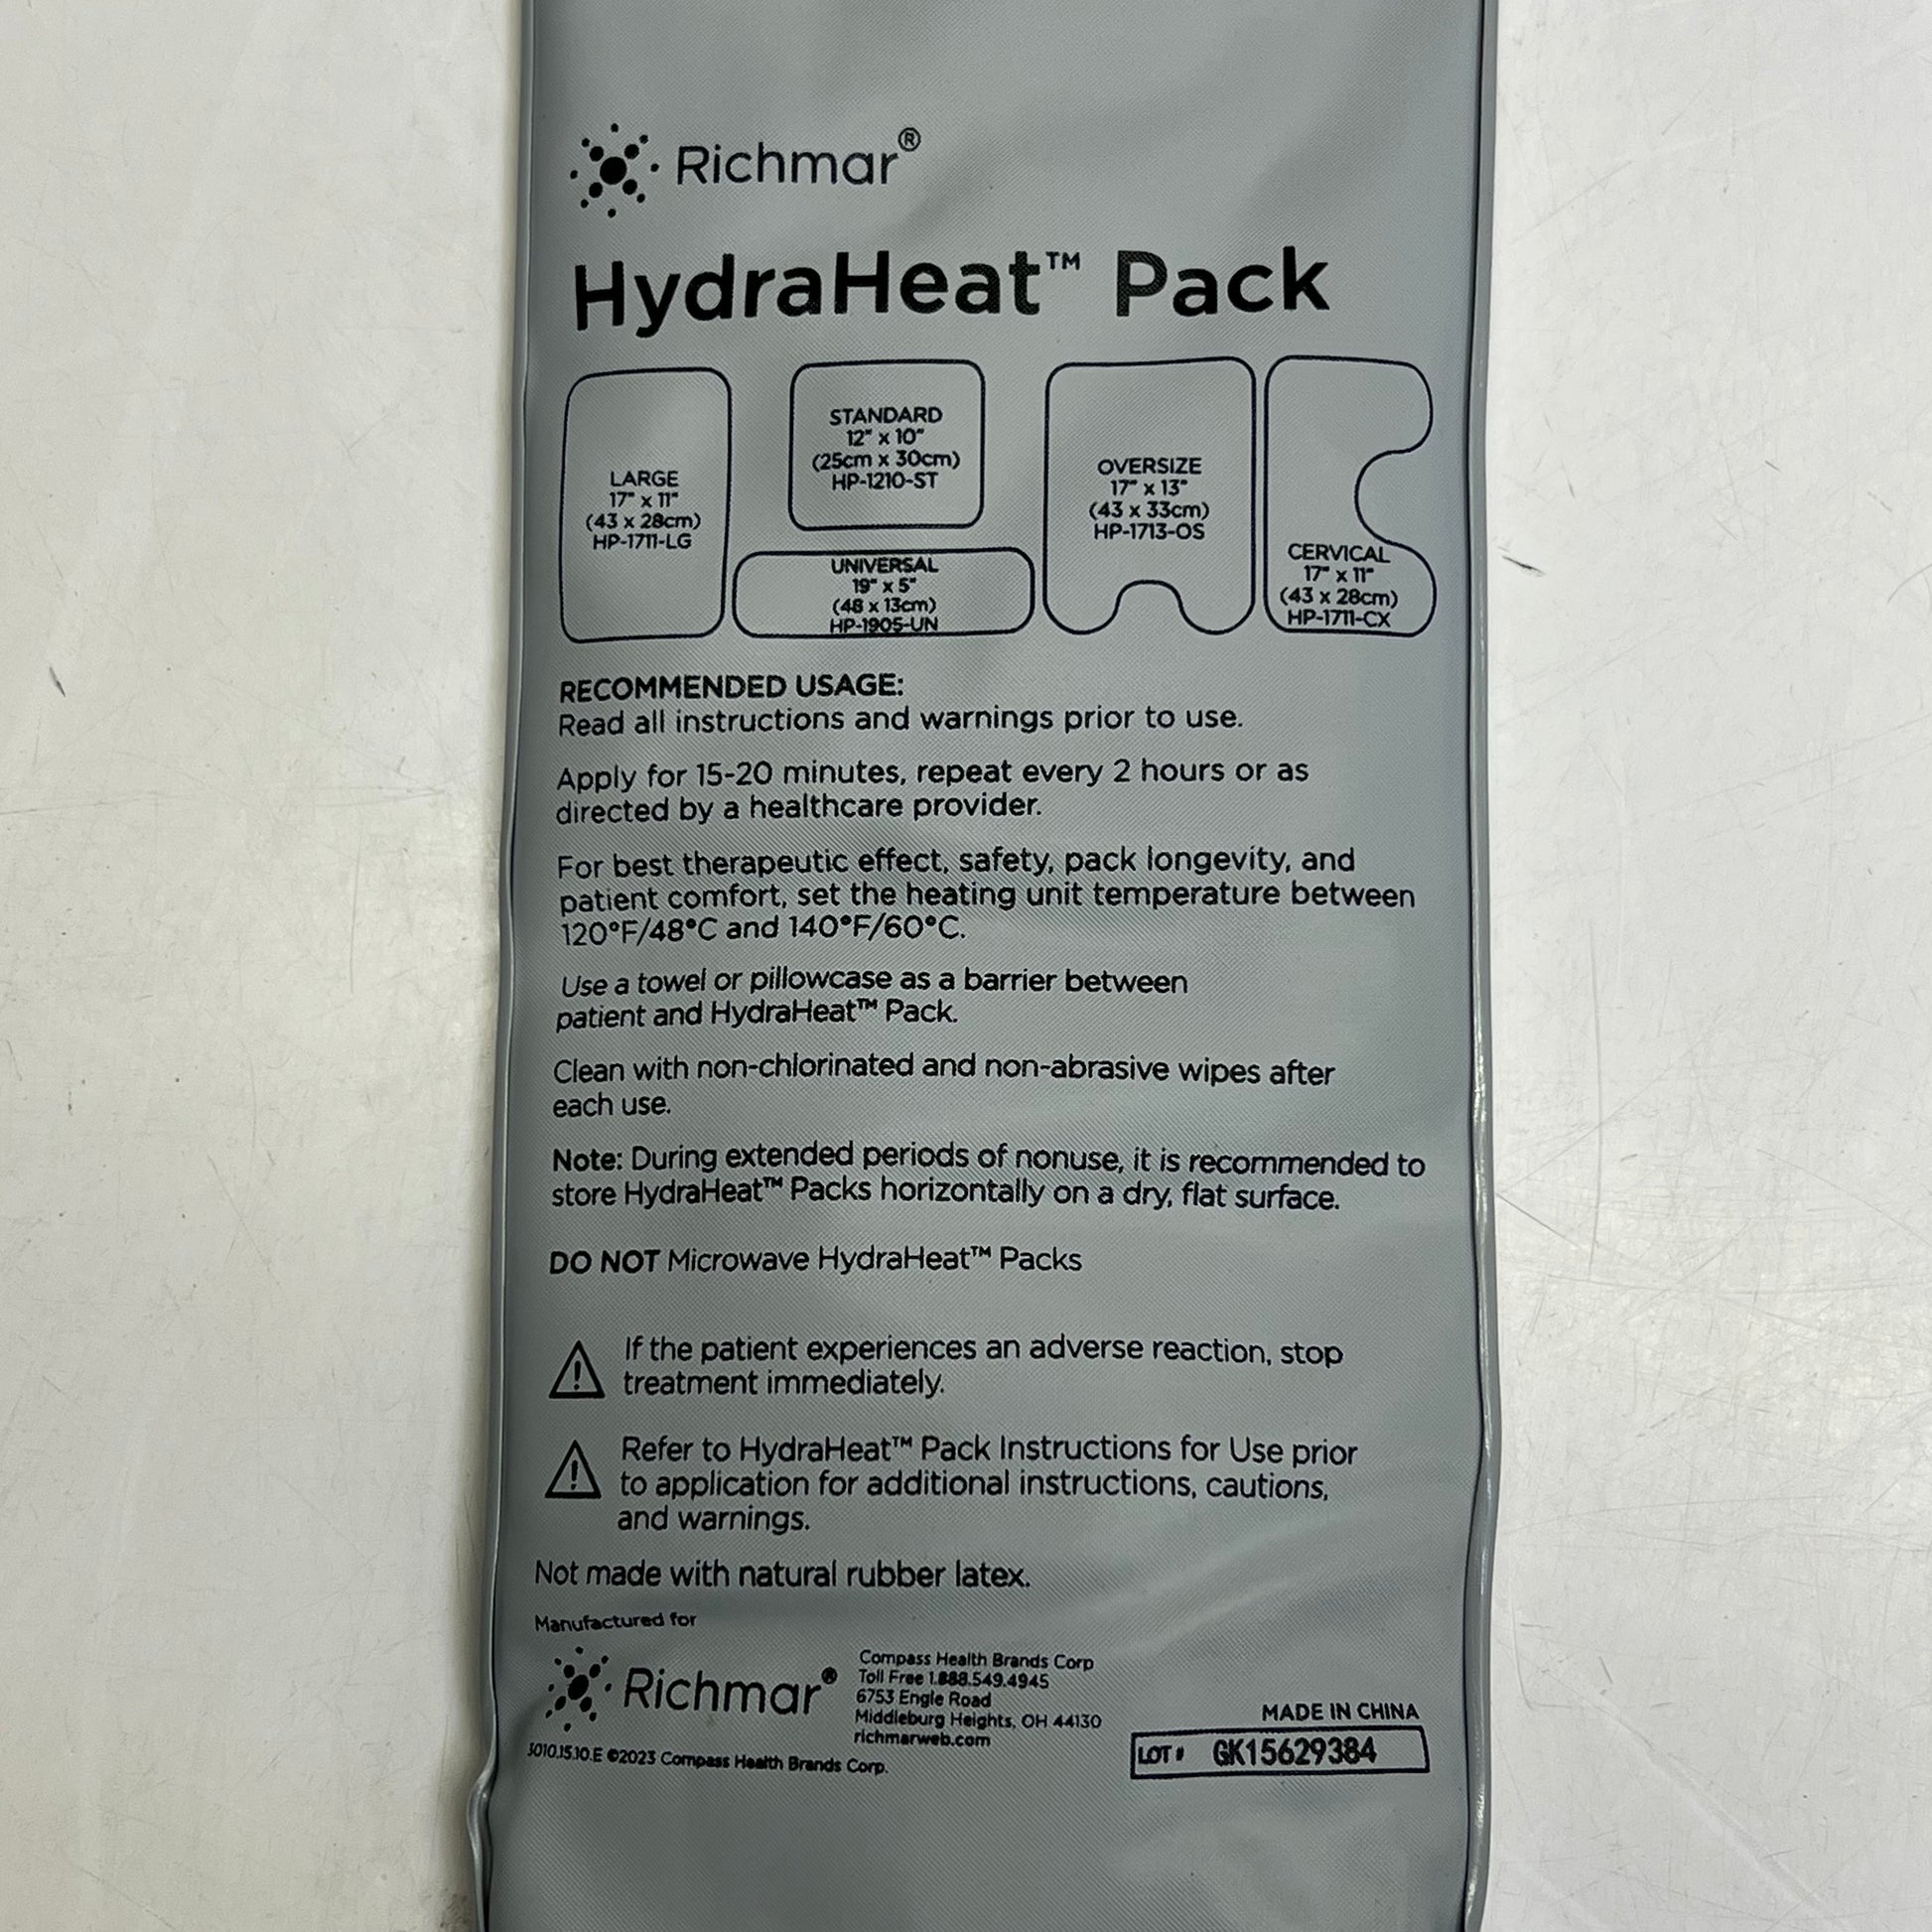 Richmar®
HydraHeat™ Pack
LARGE
17" x 11"
(43 x 28cm)
HP-1711-LG
STANDARD
12" x 10"
(25cm x 30cm)
HP-1210-ST
UNIVERSAL
19" x 5"
(48 x 13cm)
HP-1905-UN
OVERSIZE
17" x 13"
(43 x 33cm)
HP-1713-OS
CERVICAL
17" x 11"
(43 x 28cm)
HP-1711-CX
RECOMMENDED USAGE:
Read all instructions and warnings prior to use.
Apply for 15-20 minutes, repeat every 2 hours or as
directed by a healthcare provider.
For best therapeutic effect, safety, pack longevity, and
patient comfort, set the heating unit temperature between
120°F/48°C and 140°F/60°C.
Use a towel or pillowcase as a barrier between
patient and HydraHeat™ Pack.
Clean with non-chlorinated and non-abrasive wipes after
each use.
Note: During extended periods of nonuse, it is recommended to
store HydraHeat™ Packs horizontally on a dry, flat surface.
DO NOT Microwave HydraHeat™ Packs
If the patient experiences an adverse reaction, stop
treatment immediately.
Refer to HydraHeat™ Pack Instructions for Use prior
to application for additional instructions, cautions,
and warnings.
Not made with natural rubber latex.
Manufactured for
Richmar®
Compass Health Brands Corp
Toll Free 1.888.549.4945
6753 Engle Road
Middleburg Heights, OH 44130
richmarweb.com
3010.15.10.E ©2023 Compass Health Brands Corp.
MADE IN CHINA
LOT # GK15629384